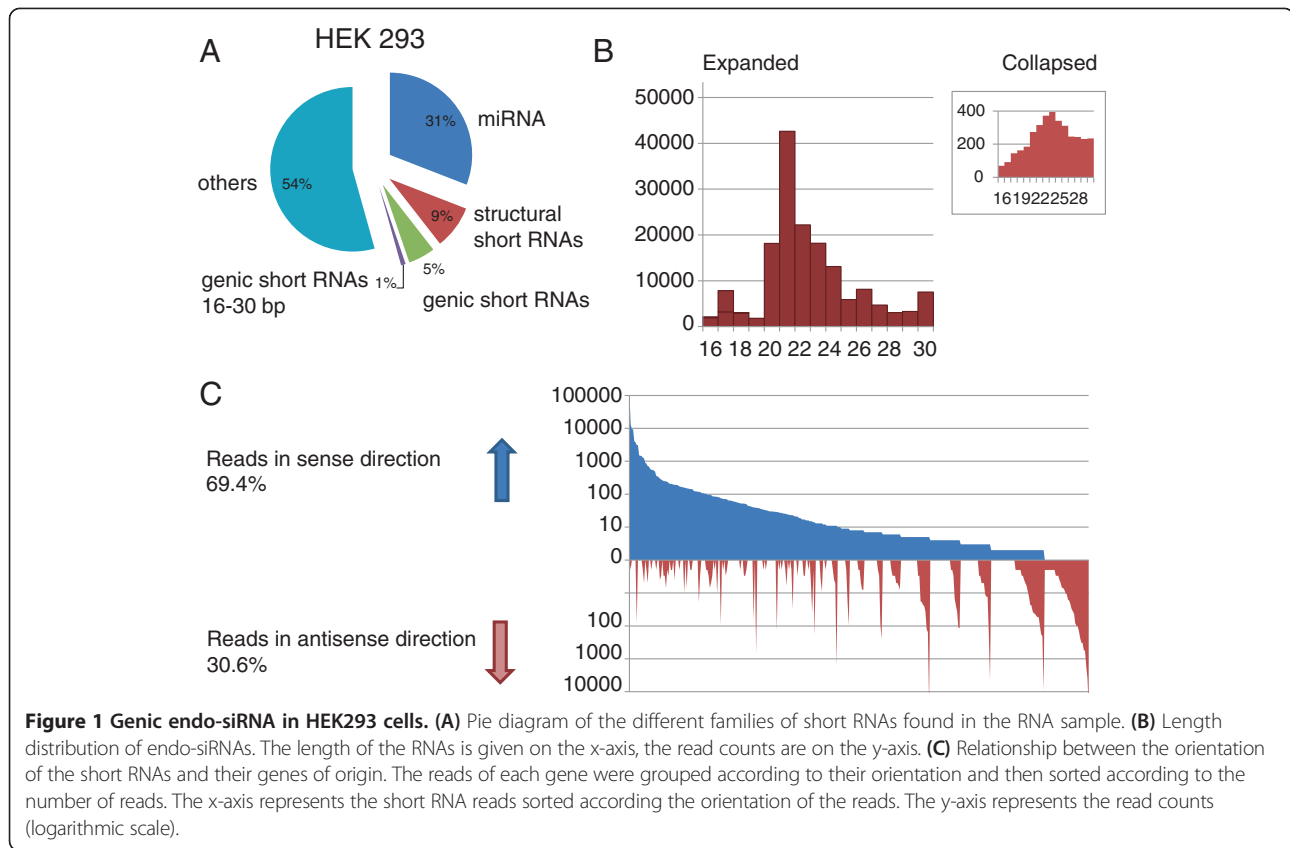 A
HEK 293
31%
miRNA
others
54%
9%
structural
short RNAs
genic short RNAs
16-30 bp
1%
5%
genic short RNAs
B
Expanded
50000
40000
30000
20000
10000
0
16 18 20 22 24 26 28 30
Collapsed
400
200
0
16 19 22 25 28
C
Reads in sense direction
69.4%
Reads in antisense direction
30.6%
100000
10000
1000
100
10
0
100
1000
10000
Figure 1 Genic endo-siRNA in HEK293 cells. (A) Pie diagram of the different families of short RNAs found in the RNA sample. (B) Length
distribution of endo-siRNAs. The length of the RNAs is given on the x-axis, the read counts are on the y-axis. (C) Relationship between the orientation
of the short RNAs and their genes of origin. The reads of each gene were grouped according to their orientation and then sorted according to the
number of reads. The x-axis represents the short RNA reads sorted according the orientation of the reads. The y-axis represents the read counts
(logarithmic scale).